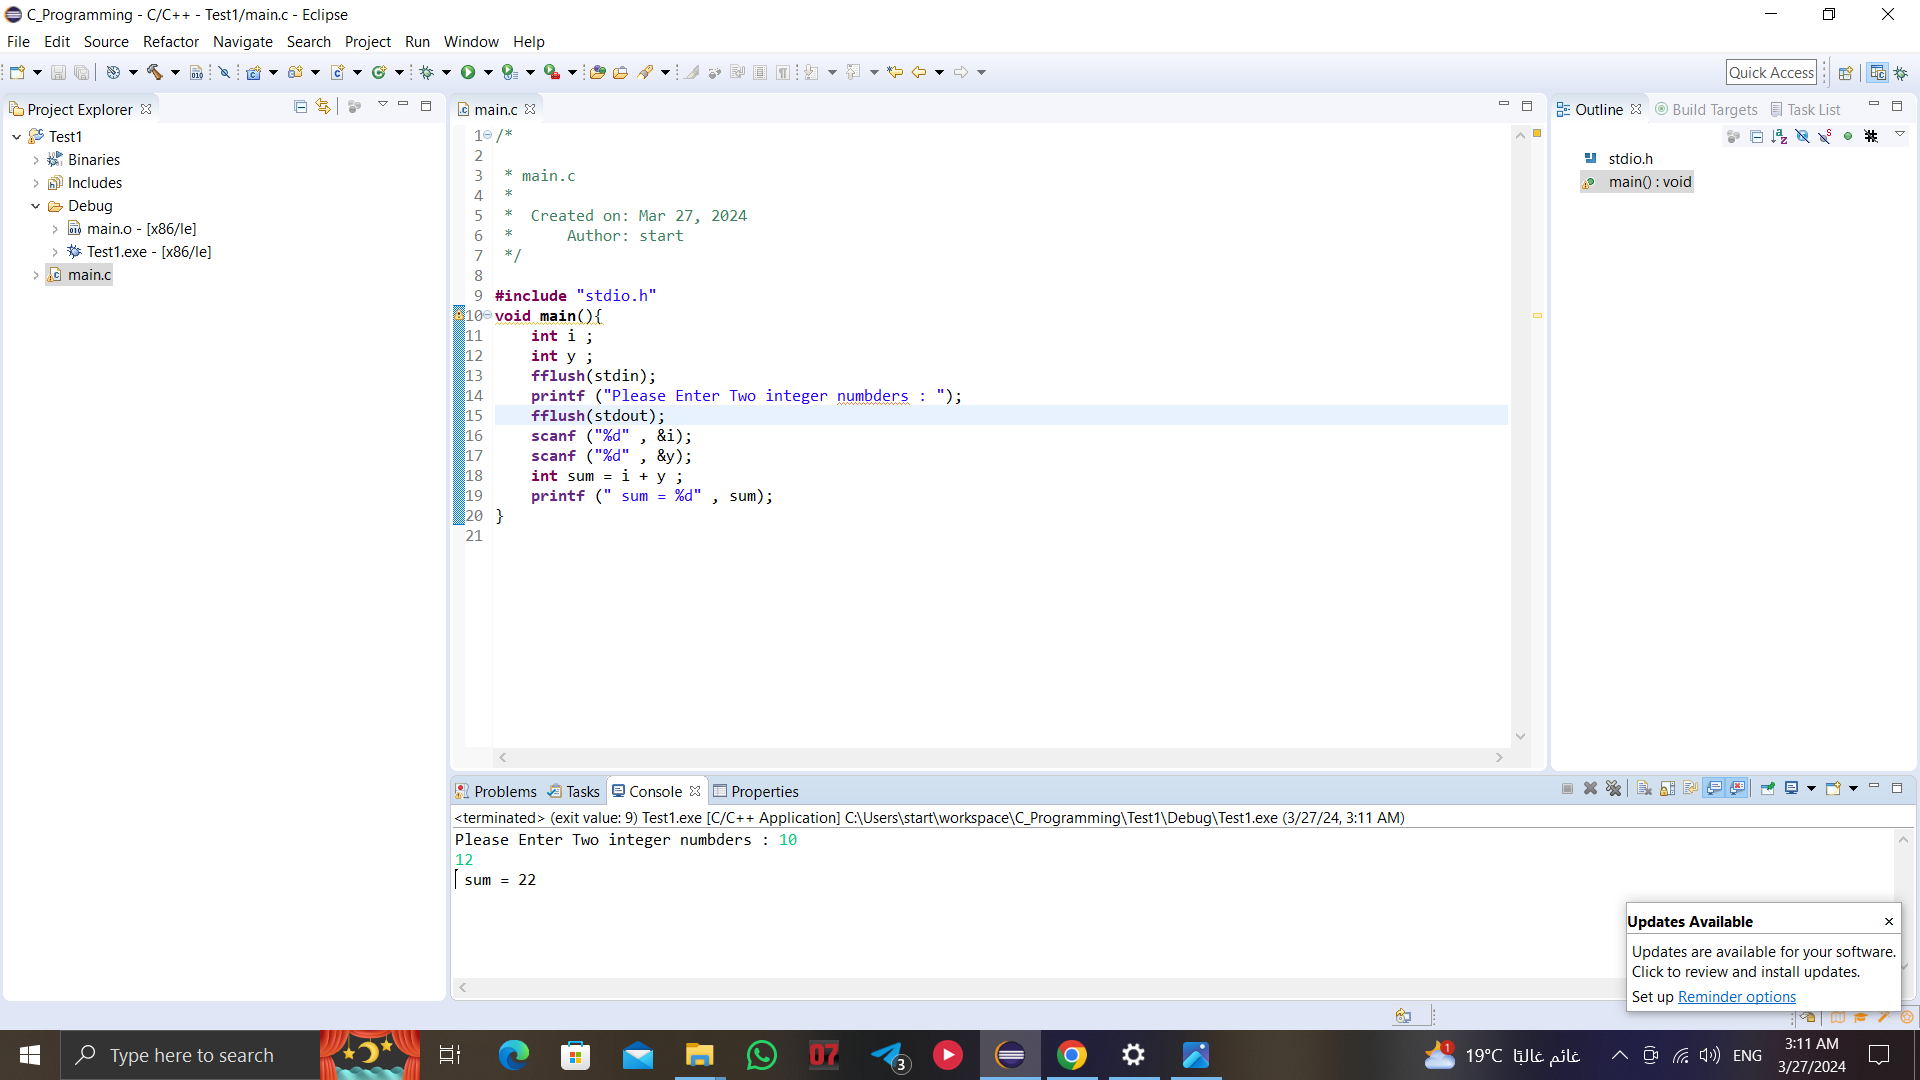 C_Programming - C/C++ - Test1/main.c - Eclipse
File Edit Source Refactor Navigate Search Project Run Window Help
Quick Access
Project Explorer
Test1
Binaries
Includes
Debug
main.o - [x86/le]
Test1.exe - [x86/le]
main.c
main.c
1 /*
2
3  * main.c
4  *
5  *  Created on: Mar 27, 2024
6  *      Author: start
7  */
8
9 #include "stdio.h"
10 void main(){
11     int i ;
12     int y ;
13     fflush(stdin);
14     printf ("Please Enter Two integer numbders : ");
15     fflush(stdout);
16     scanf ("%d" , &i);
17     scanf ("%d" , &y);
18     int sum = i + y ;
19     printf (" sum = %d" , sum);
20 }
21
Outline Build Targets Task List
stdio.h
main() : void
Problems Tasks Console Properties
<terminated> (exit value: 9) Test1.exe [C/C++ Application] C:\Users\start\workspace\C_Programming\Test1\Debug\Test1.exe (3/27/24, 3:11 AM)
Please Enter Two integer numbders : 10
12
 sum = 22
Updates Available
Updates are available for your software.
Click to review and install updates.
Set up Reminder options
Type here to search
07
3
1
19°C غائم غالبًا
ENG
3:11 AM
3/27/2024